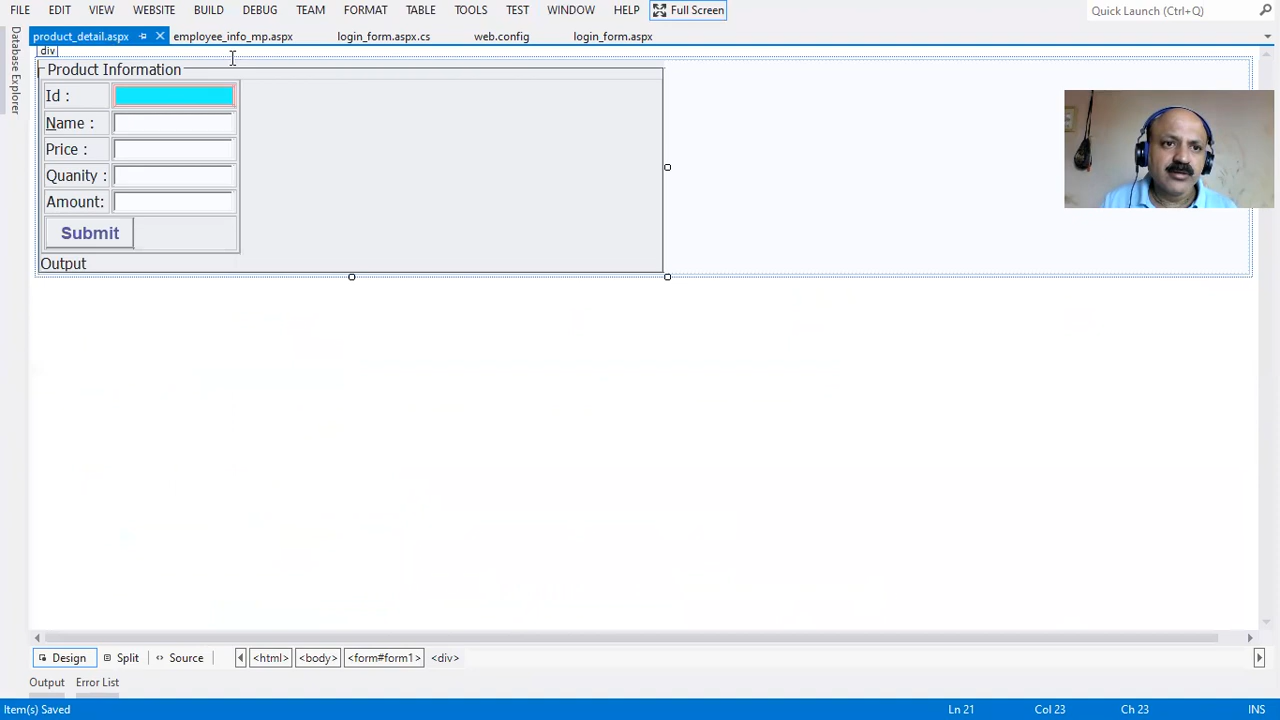 FILE EDIT VIEW WEBSITE BUILD DEBUG TEAM FORMAT TABLE TOOLS TEST WINDOW HELP Full Screen Quick Launch (Ctrl+Q)
product_detail.aspx employee_info_mp.aspx login_form.aspx.cs web.config login_form.aspx
Database Explorer
div
Product Information
Id :
Name :
Price :
Quanity :
Amount:
Submit
Output
Design Split Source <html> <body> <form#form1> <div>
Output Error List
Item(s) Saved Ln 21 Col 23 Ch 23 INS